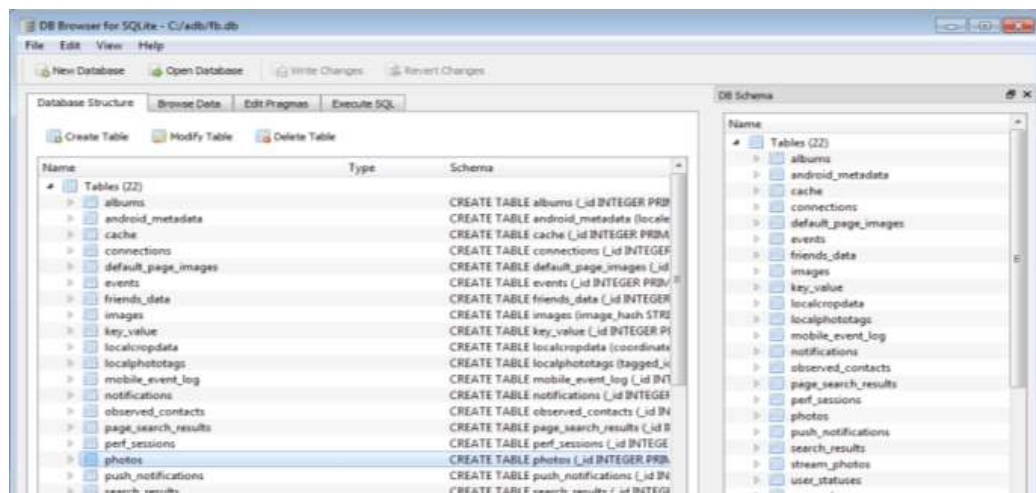 DB Browser for SQLite - C:/adb/fb.db
File Edit View Help
New Database Open Database Write Changes Revert Changes
Database Structure Browse Data Edit Pragmas Execute SQL
Create Table Modify Table Delete Table
Name Type Schema
Tables (22)
albums CREATE TABLE albums (_id INTEGER PRIM
android_metadata CREATE TABLE android_metadata (locale
cache CREATE TABLE cache (_id INTEGER PRIM
connections CREATE TABLE connections (_id INTEGER
default_page_images CREATE TABLE default_page_images (_id
events CREATE TABLE events (_id INTEGER PRIM
friends_data CREATE TABLE friends_data (_id INTEGER
images CREATE TABLE images (image_hash STRI
key_value CREATE TABLE key_value (_id INTEGER PI
localcropdata CREATE TABLE localcropdata (coordinate
localphototags CREATE TABLE localphototags (tagged_ic
mobile_event_log CREATE TABLE mobile_event_log (_id INT
notifications CREATE TABLE notifications (_id INTEGER
observed_contacts CREATE TABLE observed_contacts (_id IN
page_search_results CREATE TABLE page_search_results (_id
perf_sessions CREATE TABLE perf_sessions (_id INTEGE
photos CREATE TABLE photos (_id INTEGER PRIM
push_notifications CREATE TABLE push_notifications (_id IN
search_results CREATE TABLE search_results (_id INTEGE
DB Schema
Name
Tables (22)
albums
android_metadata
cache
connections
default_page_images
events
friends_data
images
key_value
localcropdata
localphototags
mobile_event_log
notifications
observed_contacts
page_search_results
perf_sessions
photos
push_notifications
search_results
stream_photos
user_statuses